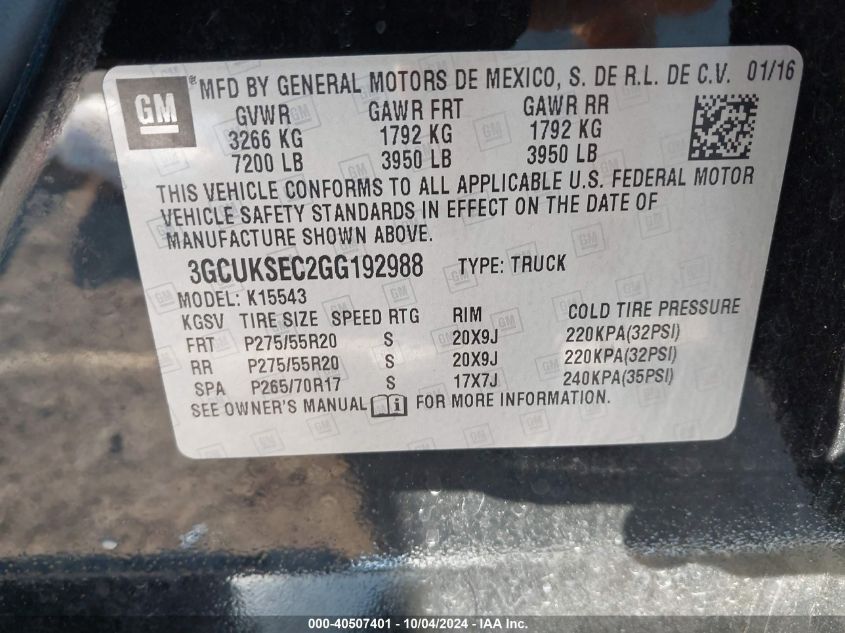 GM ® MFD BY GENERAL MOTORS DE MEXICO, S. DE R.L. DE C.V. 01/16
GVWR GAWR FRT GAWR RR
3266 KG 1792 KG 1792 KG
7200 LB 3950 LB 3950 LB
THIS VEHICLE CONFORMS TO ALL APPLICABLE U.S. FEDERAL MOTOR
VEHICLE SAFETY STANDARDS IN EFFECT ON THE DATE OF
MANUFACTURE SHOWN ABOVE.
3GCUKSEC2GG192988 TYPE: TRUCK
MODEL: K15543
KGSV TIRE SIZE SPEED RTG RIM COLD TIRE PRESSURE
FRT P275/55R20 S 20X9J 220KPA(32PSI)
RR P275/55R20 S 20X9J 220KPA(32PSI)
SPA P265/70R17 S 17X7J 240KPA(35PSI)
SEE OWNER'S MANUAL i FOR MORE INFORMATION.
000-40507401 - 10/04/2024 - IAA Inc.